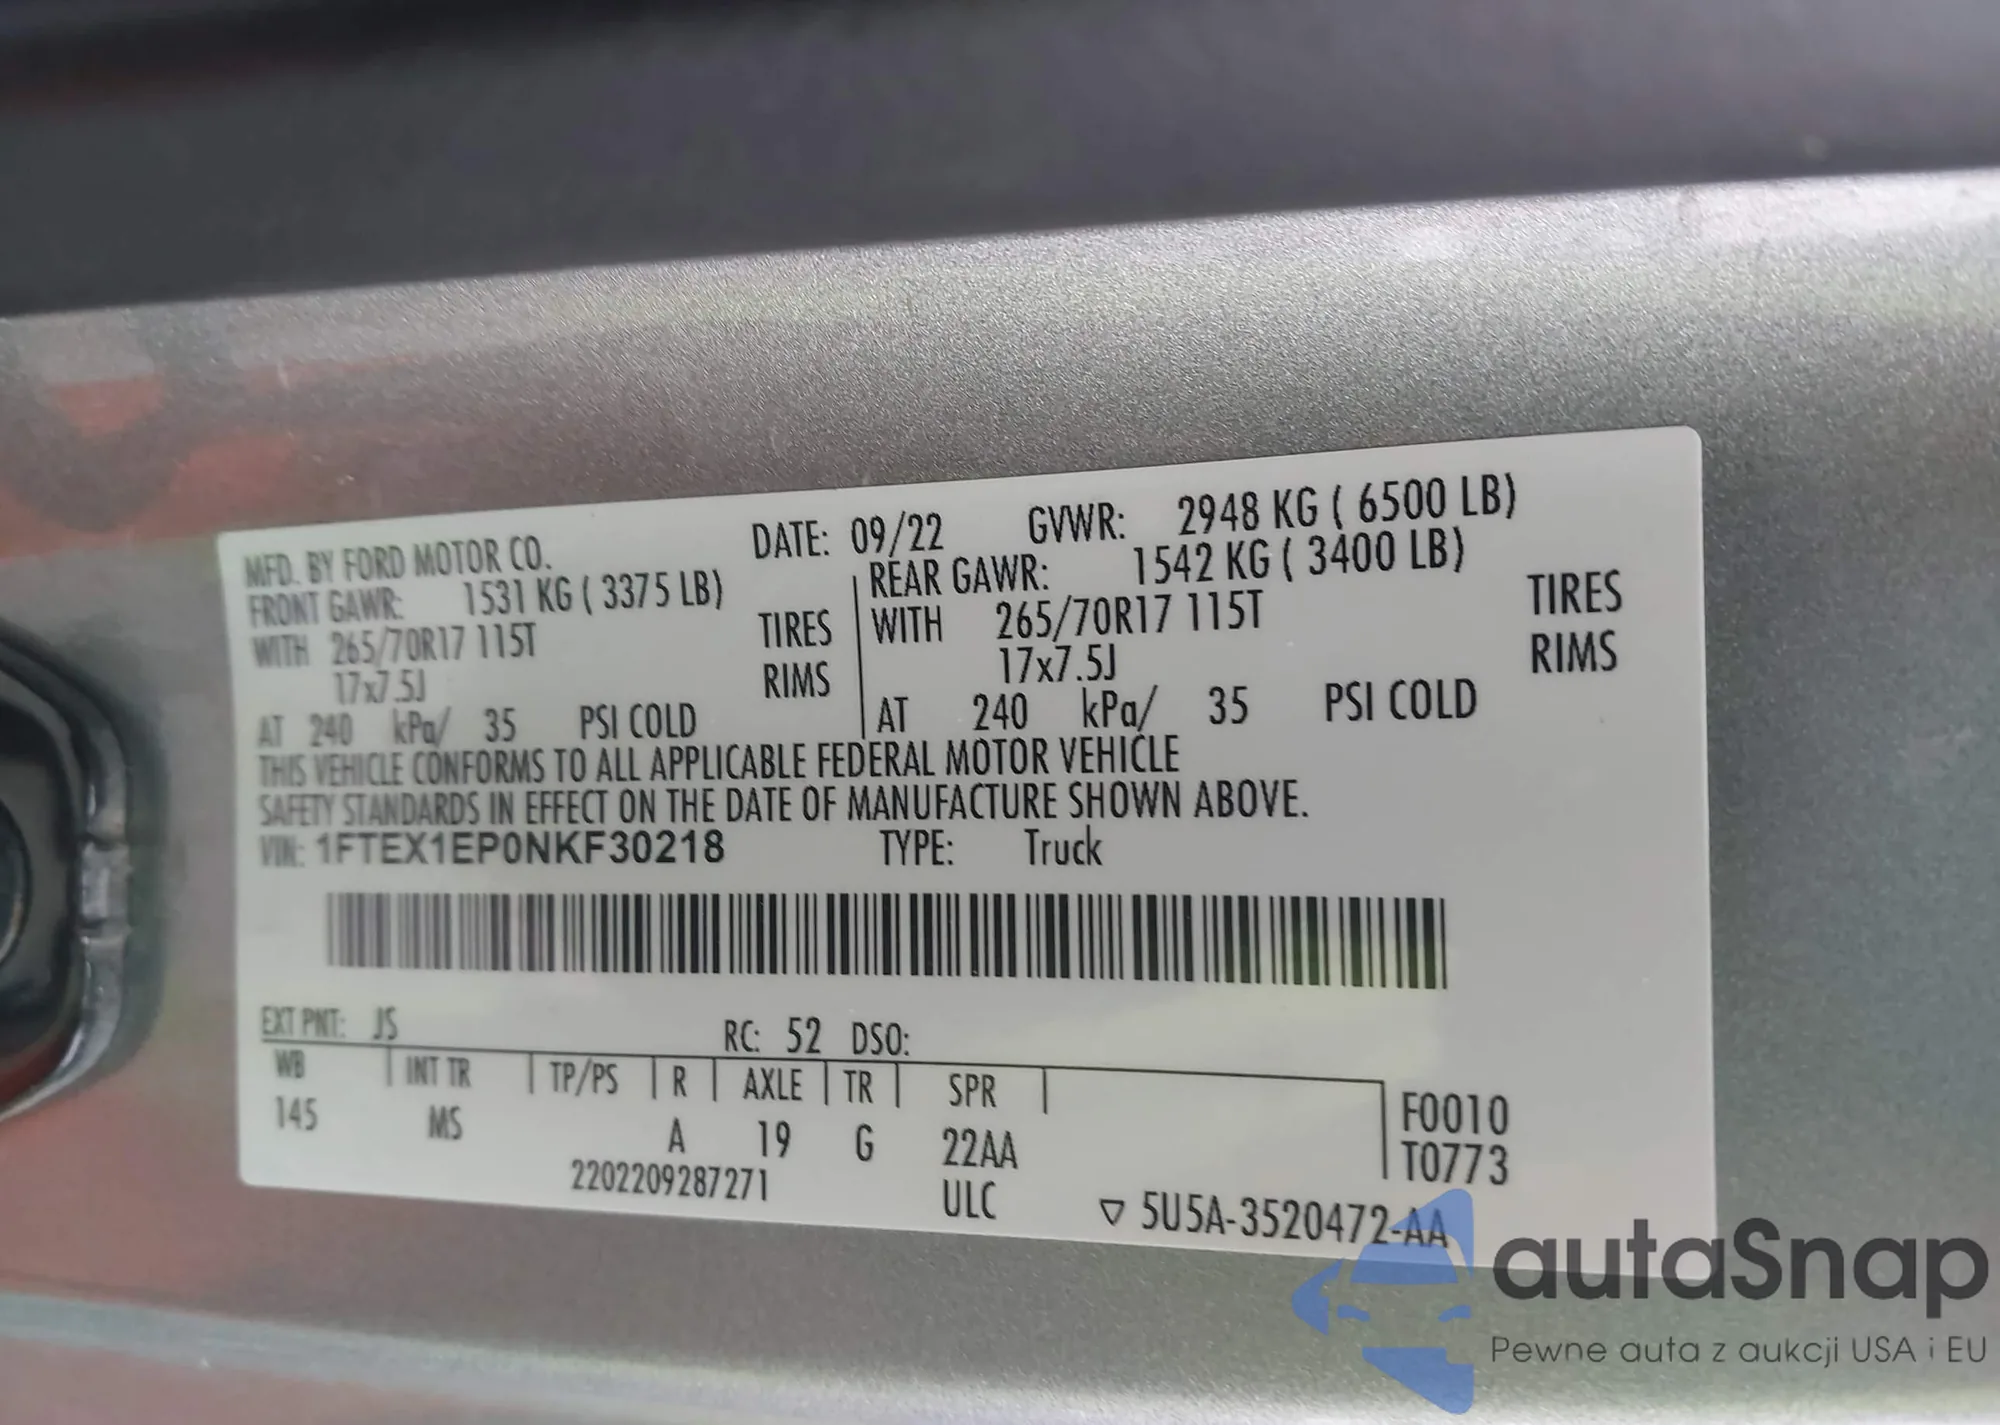 MFD. BY FORD MOTOR CO. DATE: 09/22 GVWR: 2948 KG ( 6500 LB)
FRONT GAWR: 1531 KG ( 3375 LB) REAR GAWR: 1542 KG ( 3400 LB)
WITH 265/70R17 115T TIRES WITH 265/70R17 115T TIRES
17x7.5J RIMS 17x7.5J RIMS
AT 240 kPa/ 35 PSI COLD AT 240 kPa/ 35 PSI COLD
THIS VEHICLE CONFORMS TO ALL APPLICABLE FEDERAL MOTOR VEHICLE
SAFETY STANDARDS IN EFFECT ON THE DATE OF MANUFACTURE SHOWN ABOVE.
VIN: 1FTEX1EP0NKF30218 TYPE: Truck
EXT PNT: JS RC: 52 DSO:
WB INT TR TP/PS R AXLE TR SPR F0010
145 MS A 19 G 22AA T0773
2202209287271 ULC ▽ 5U5A-3520472-AA
autaSnap
Pewne auta z aukcji USA i EU